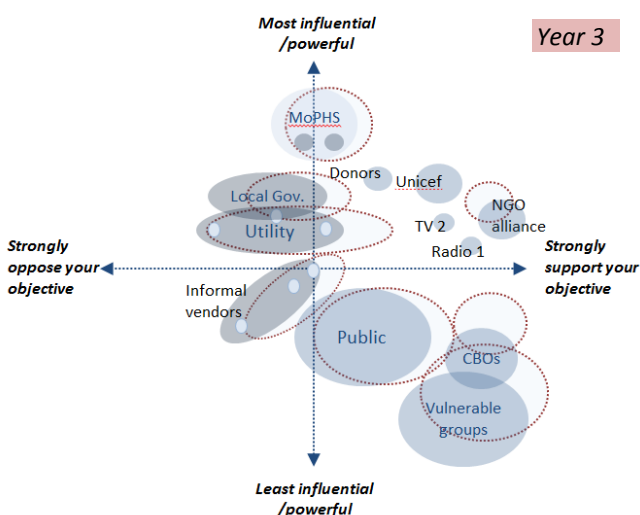 Most influential
/powerful
Year 3
MoPHS
Donors
Unicef
Local Gov.
NGO
alliance
TV 2
Utility
Radio 1
Strongly
oppose your
objective
Strongly
support your
objective
Informal
vendors
Public
CBOs
Vulnerable
groups
Least influential
/powerful